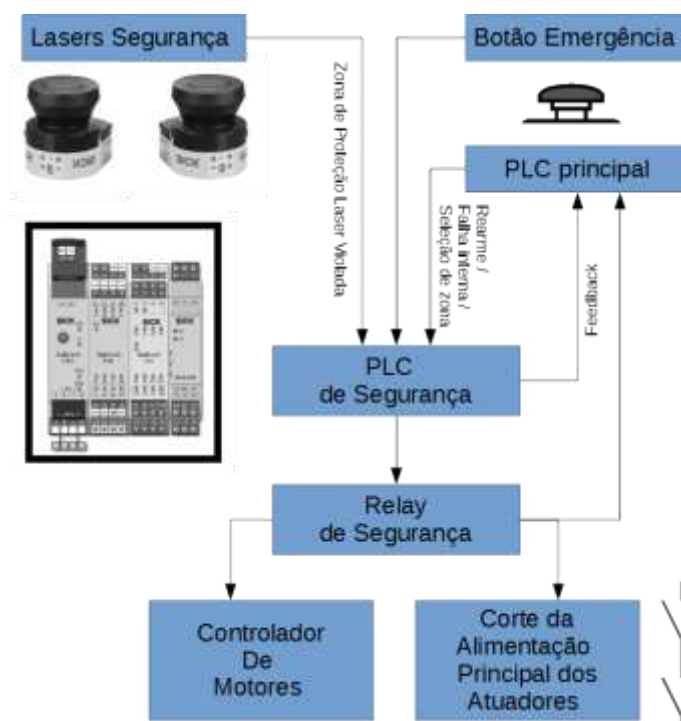 Lasers Segurança
Botão Emergência
Zona de Proteção Laser Violada
PLC principal
Rearme /
Falha interna /
Seleção de zona
Feedback
SICK
PLC
de Segurança
Relay
de Segurança
Controlador
De
Motores
Corte da
Alimentação
Principal dos
Atuadores